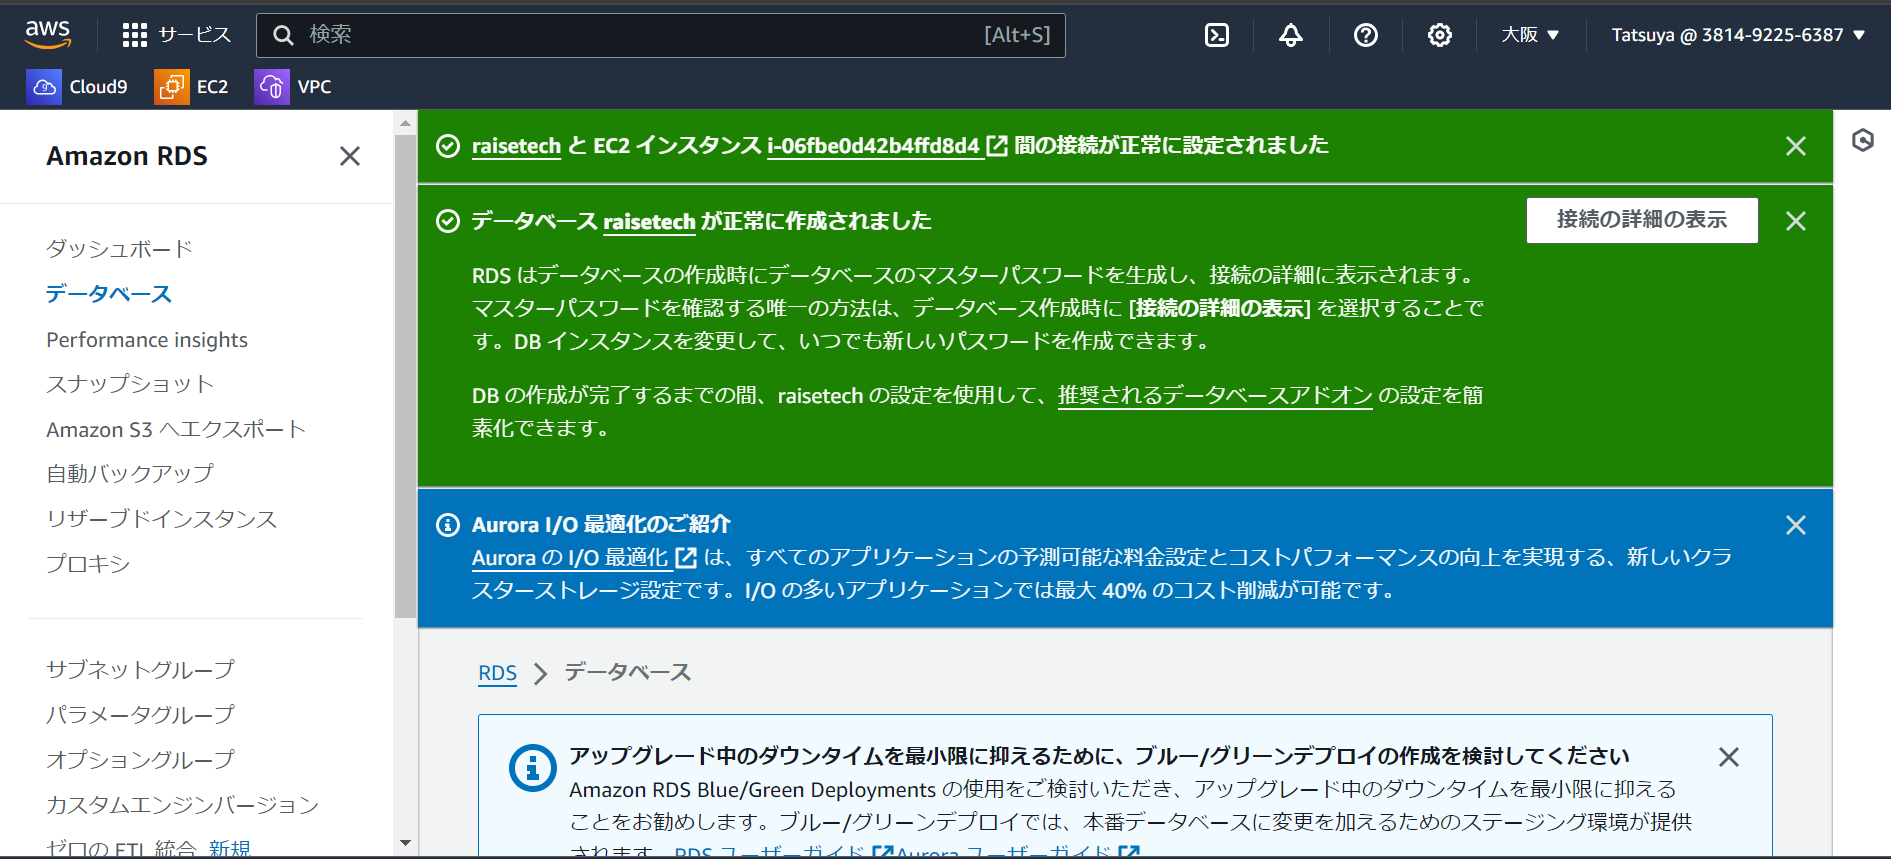 aws
サービス
検索
[Alt+S]
大阪 ▼
Tatsuya @ 3814-9225-6387 ▼
Cloud9
EC2
VPC
Amazon RDS
ダッシュボード
データベース
Performance insights
スナップショット
Amazon S3 へエクスポート
自動バックアップ
リザーブドインスタンス
プロキシ
サブネットグループ
パラメータグループ
オプショングループ
カスタムエンジンバージョン
ゼロの ETL 統合 新規
raisetech と EC2 インスタンス i-06fbe0d42b4ffd8d4 間の接続が正常に設定されました
データベース raisetech が正常に作成されました
接続の詳細の表示
RDS はデータベースの作成時にデータベースのマスターパスワードを生成し、接続の詳細に表示されます。
マスターパスワードを確認する唯一の方法は、データベース作成時に [接続の詳細の表示] を選択することで
す。DB インスタンスを変更して、いつでも新しいパスワードを作成できます。
DB の作成が完了するまでの間、raisetech の設定を使用して、推奨されるデータベースアドオン の設定を簡
素化できます。
Aurora I/O 最適化のご紹介
Aurora の I/O 最適化 は、すべてのアプリケーションの予測可能な料金設定とコストパフォーマンスの向上を実現する、新しいクラ
スターストレージ設定です。I/O の多いアプリケーションでは最大 40% のコスト削減が可能です。
RDS > データベース
アップグレード中のダウンタイムを最小限に抑えるために、ブルー/グリーンデプロイの作成を検討してください
Amazon RDS Blue/Green Deployments の使用をご検討いただき、アップグレード中のダウンタイムを最小限に抑える
ことをお勧めします。ブルー/グリーンデプロイでは、本番データベースに変更を加えるためのステージング環境が提供
されます。 RDS ユーザーガイド Aurora ユーザーガイド